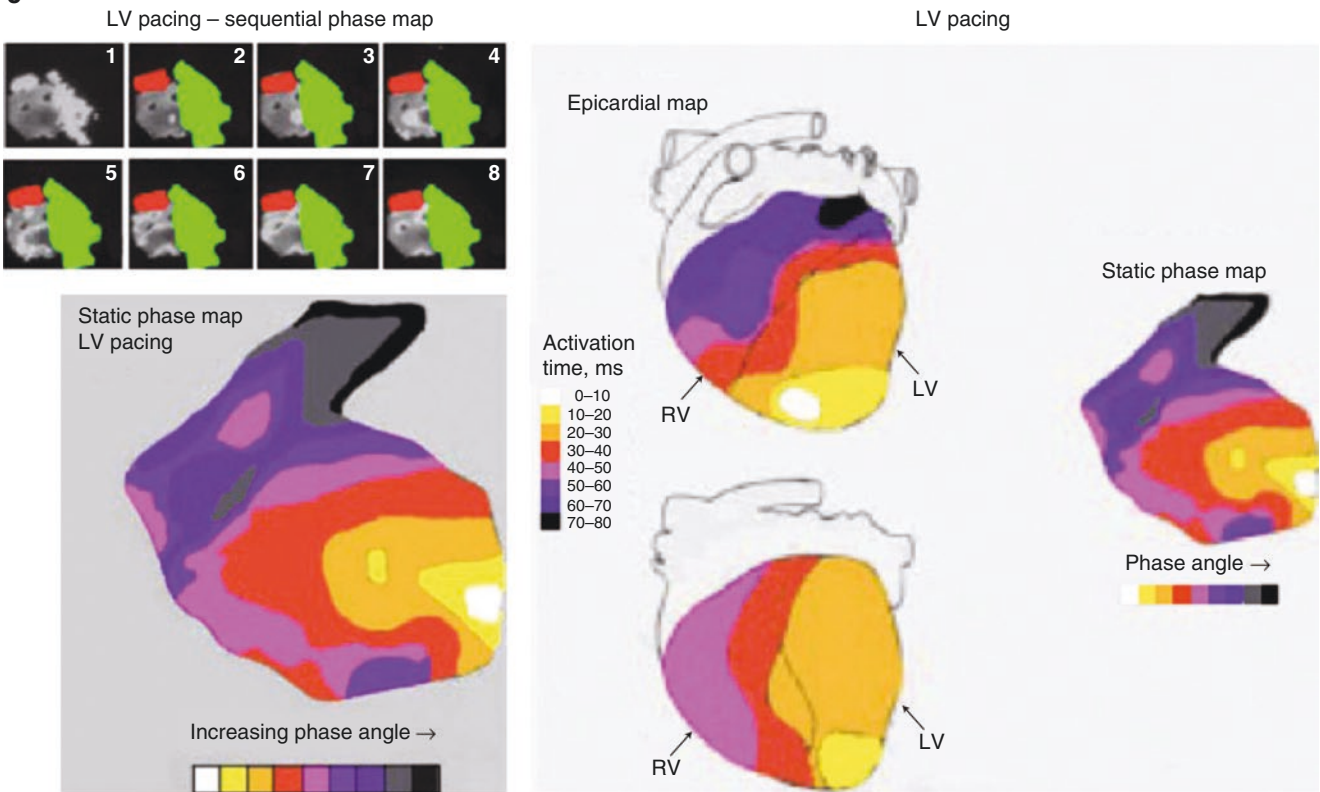 LV pacing – sequential phase map
1
2
3
4
5
6
7
8
Static phase map
LV pacing
Increasing phase angle →
LV pacing
Epicardial map
Activation
time, ms
0–10
10–20
20–30
30–40
40–50
50–60
60–70
70–80
RV
LV
RV
LV
Static phase map
Phase angle →